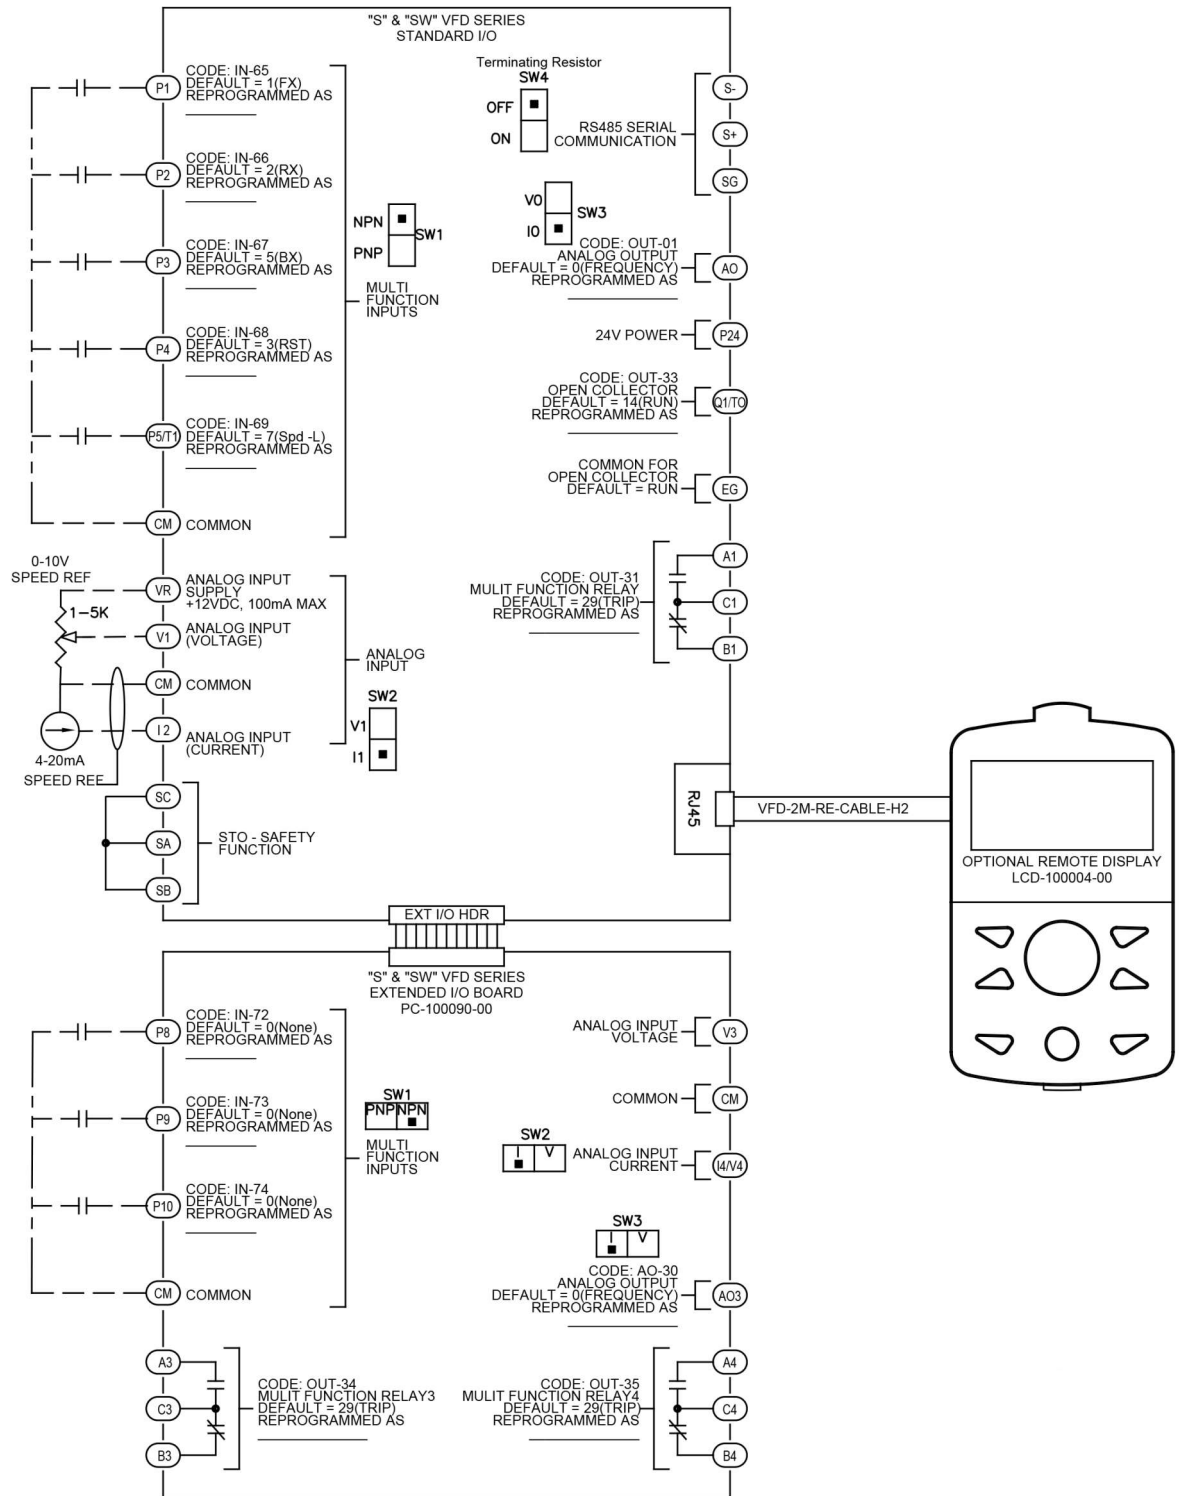 "S" & "SW" VFD SERIES
STANDARD I/O
P1
CODE: IN-65
DEFAULT = 1(FX)
REPROGRAMMED AS
P2
CODE: IN-66
DEFAULT = 2(RX)
REPROGRAMMED AS
P3
CODE: IN-67
DEFAULT = 5(BX)
REPROGRAMMED AS
P4
CODE: IN-68
DEFAULT = 3(RST)
REPROGRAMMED AS
P5/T1
CODE: IN-69
DEFAULT = 7(Spd -L)
REPROGRAMMED AS
CM
COMMON
NPN
PNP
SW1
MULTI
FUNCTION
INPUTS
0-10V
SPEED REF
1-5K
VR
ANALOG INPUT
SUPPLY
+12VDC, 100mA MAX
V1
ANALOG INPUT
(VOLTAGE)
CM
COMMON
I2
ANALOG INPUT
(CURRENT)
4-20mA
SPEED REF
ANALOG
INPUT
SW2
V1
I1
SC
SA
SB
STO - SAFETY
FUNCTION
Terminating Resistor
SW4
OFF
ON
RS485 SERIAL
COMMUNICATION
S-
S+
SG
VO
IO
SW3
CODE: OUT-01
ANALOG OUTPUT
DEFAULT = 0(FREQUENCY)
REPROGRAMMED AS
AO
24V POWER
P24
CODE: OUT-33
OPEN COLLECTOR
DEFAULT = 14(RUN)
REPROGRAMMED AS
Q1/TO
COMMON FOR
OPEN COLLECTOR
DEFAULT = RUN
EG
CODE: OUT-31
MULIT FUNCTION RELAY
DEFAULT = 29(TRIP)
REPROGRAMMED AS
A1
C1
B1
RJ45
VFD-2M-RE-CABLE-H2
OPTIONAL REMOTE DISPLAY
LCD-100004-00
EXT I/O HDR
"S" & "SW" VFD SERIES
EXTENDED I/O BOARD
PC-100090-00
P8
CODE: IN-72
DEFAULT = 0(None)
REPROGRAMMED AS
P9
CODE: IN-73
DEFAULT = 0(None)
REPROGRAMMED AS
P10
CODE: IN-74
DEFAULT = 0(None)
REPROGRAMMED AS
CM
COMMON
SW1
PNP NPN
MULTI
FUNCTION
INPUTS
ANALOG INPUT
VOLTAGE
V3
COMMON
CM
SW2
I V
ANALOG INPUT
CURRENT
I4/V4
SW3
I V
CODE: AO-30
ANALOG OUTPUT
DEFAULT = 0(FREQUENCY)
REPROGRAMMED AS
AO3
A3
C3
B3
CODE: OUT-34
MULIT FUNCTION RELAY3
DEFAULT = 29(TRIP)
REPROGRAMMED AS
CODE: OUT-35
MULIT FUNCTION RELAY4
DEFAULT = 29(TRIP)
REPROGRAMMED AS
A4
C4
B4